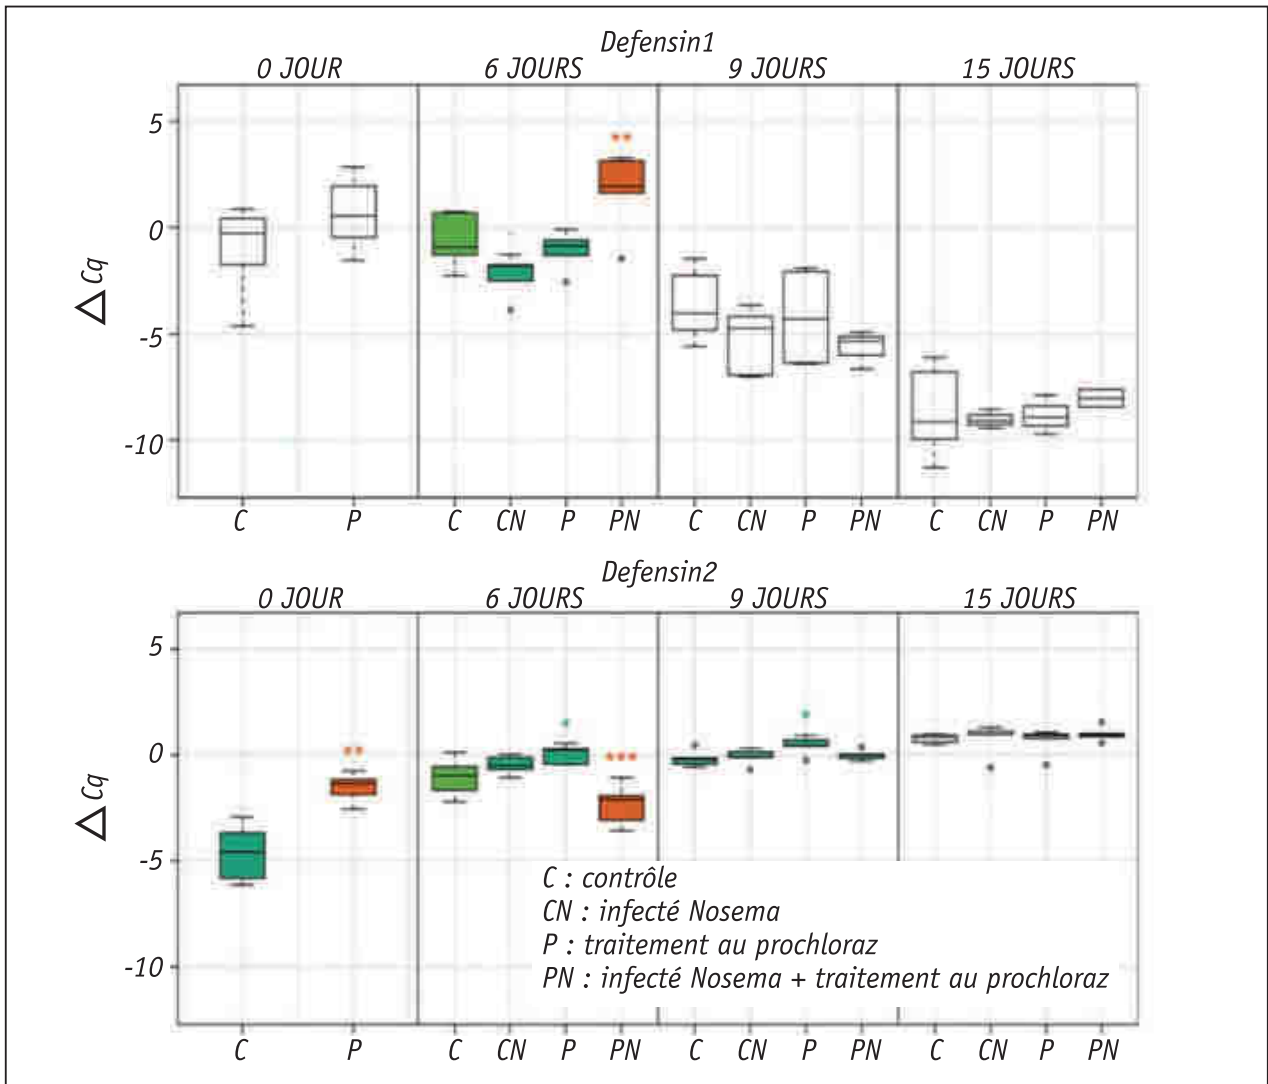 Defensin1
0 JOUR 6 JOURS 9 JOURS 15 JOURS
5
0
-5
-10
△ Cq
C P C CN P PN C CN P PN C CN P PN
Defensin2
0 JOUR 6 JOURS 9 JOURS 15 JOURS
5
0
-5
-10
△ Cq
C : contrôle
CN : infecté Nosema
P : traitement au prochloraz
PN : infecté Nosema + traitement au prochloraz
C P C CN P PN C CN P PN C CN P PN